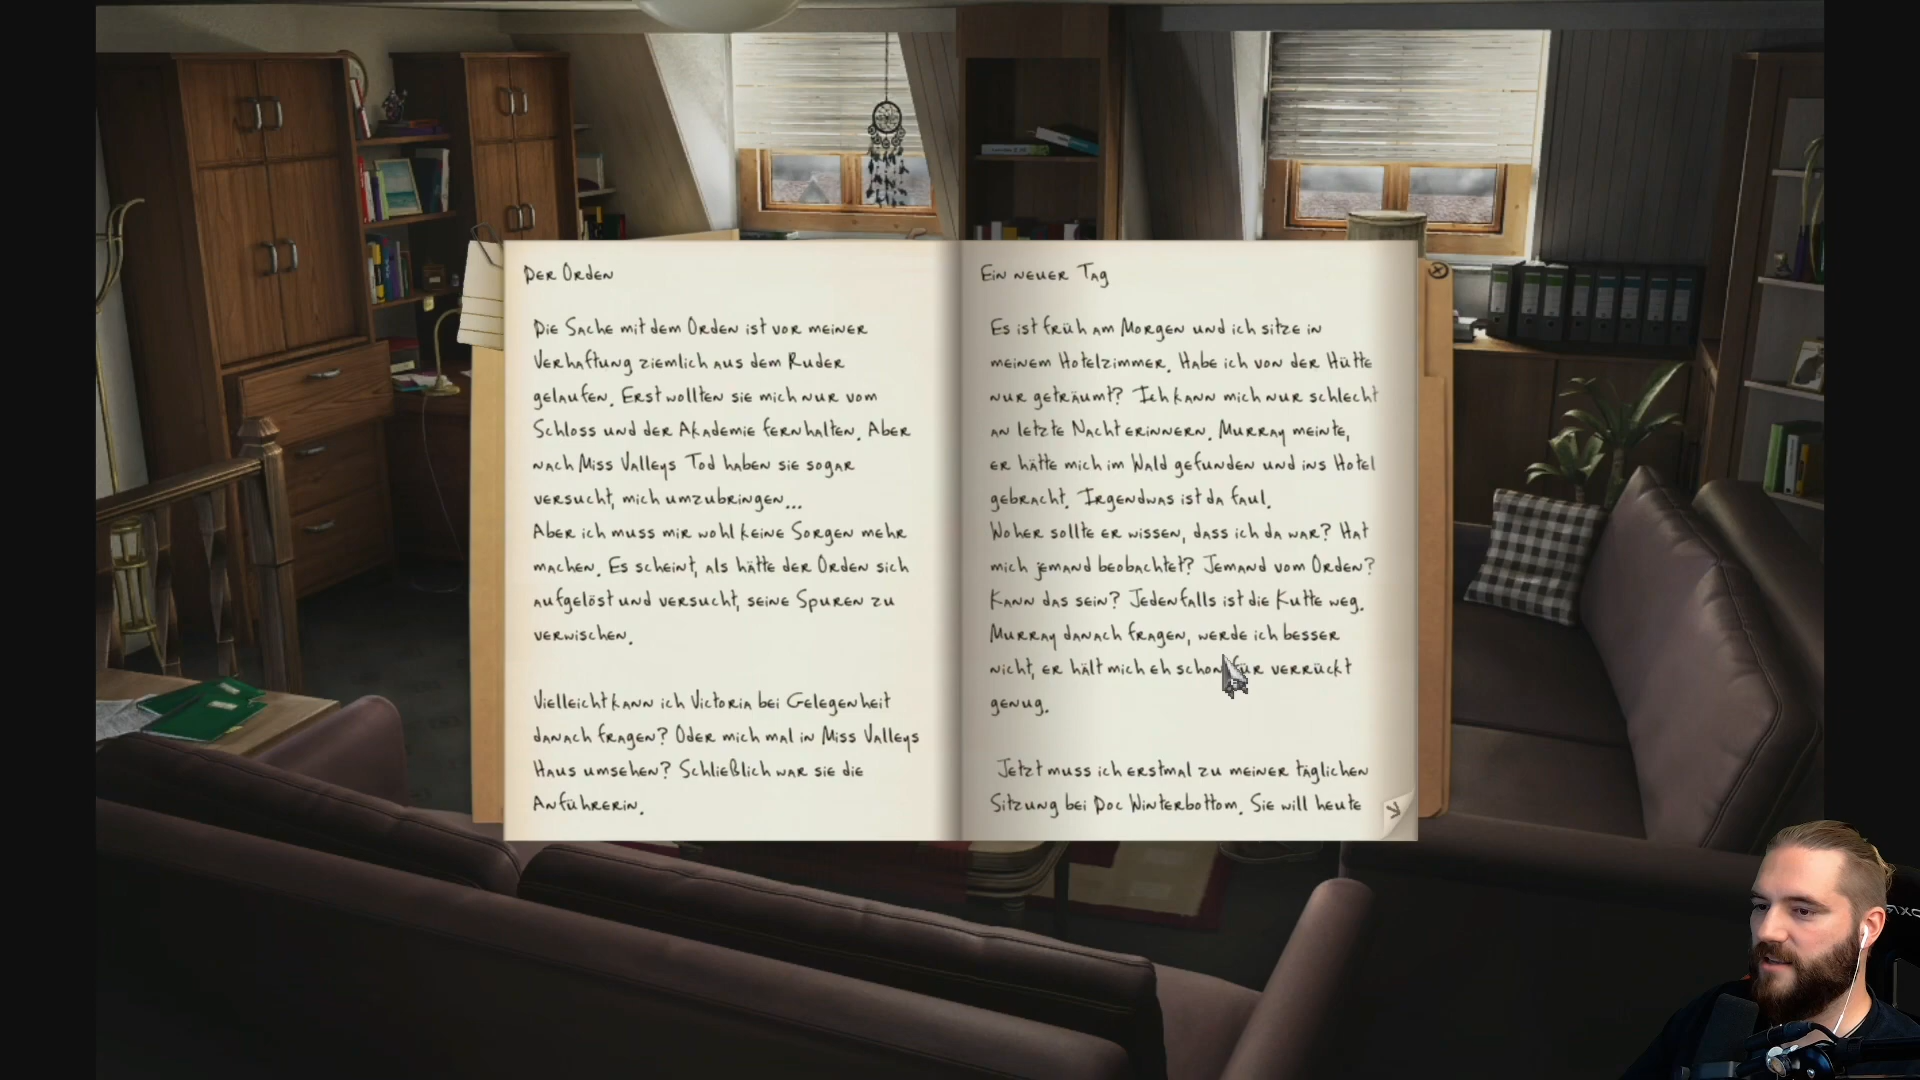 Der Orden
Die Sache mit dem Orden ist vor meiner
Verhaftung ziemlich aus dem Ruder
gelaufen. Erst wollten sie mich nur vom
Schloss und der Akademie fernhalten. Aber
nach Miss Valleys Tod haben sie sogar
versucht, mich umzubringen...
Aber ich muss mir wohl keine Sorgen mehr
machen. Es scheint, als hätte der Orden sich
aufgelöst und versucht, seine Spuren zu
verwischen.
Vielleicht kann ich Victoria bei Gelegenheit
danach fragen? Oder mich mal in Miss Valleys
Haus umsehen? Schließlich war sie die
Anführerin.
Ein neuer Tag
Es ist früh am Morgen und ich sitze in
meinem Hotelzimmer. Habe ich von der Hütte
nur geträumt? Ich kann mich nur schlecht
an letzte Nacht erinnern. Murray meinte,
er hätte mich im Wald gefunden und ins Hotel
gebracht. Irgendwas ist da faul.
Woher sollte er wissen, dass ich da war? Hat
mich jemand beobachtet? Jemand vom Orden?
Kann das sein? Jedenfalls ist die Kutte weg.
Murray danach fragen, werde ich besser
nicht, er hält mich eh schon für verrückt
genug.
Jetzt muss ich erstmal zu meiner täglichen
Sitzung bei Doc Winterbottom. Sie will heute